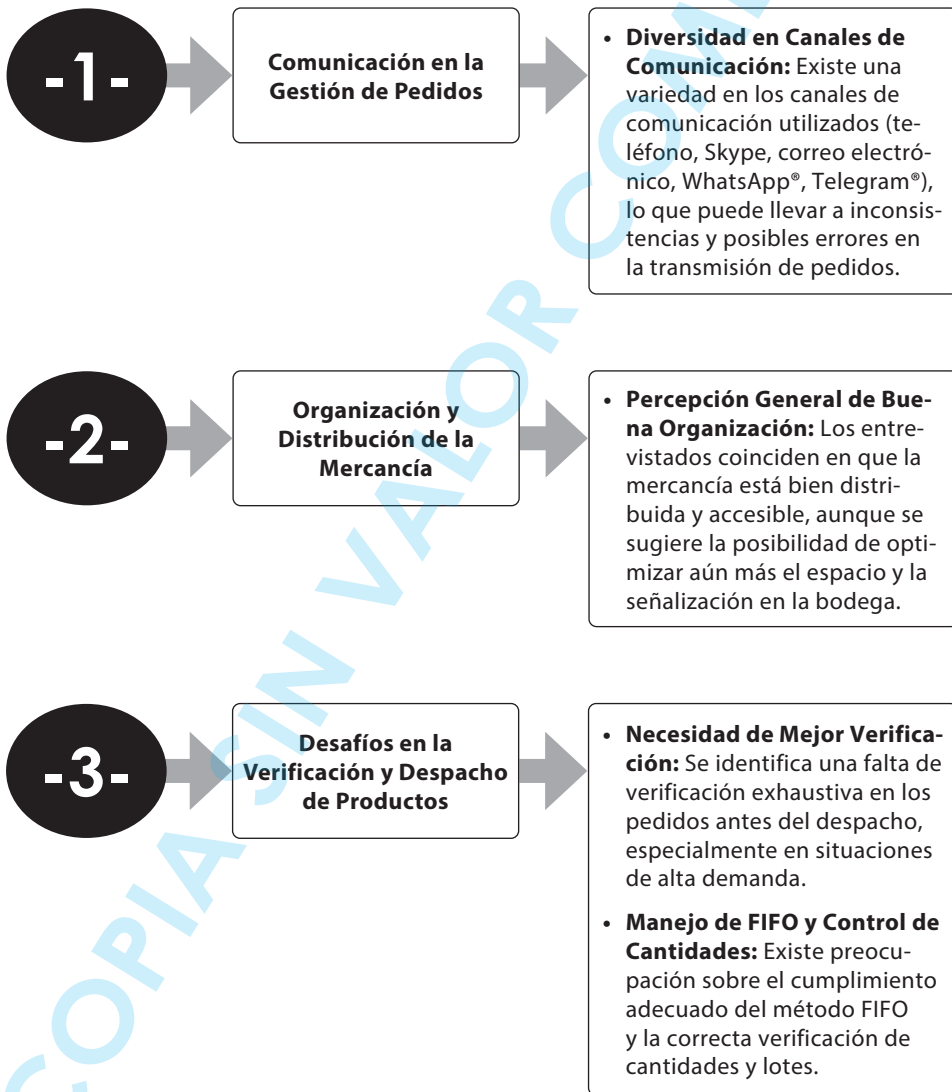 -1-
Comunicación en la
Gestión de Pedidos
• Diversidad en Canales de
Comunicación: Existe una
variedad en los canales de
comunicación utilizados (te-
léfono, Skype, correo electró-
nico, WhatsApp®, Telegram®),
lo que puede llevar a inconsis-
tencias y posibles errores en
la transmisión de pedidos.
-2-
Organización y
Distribución de la
Mercancía
• Percepción General de Bue-
na Organización: Los entre-
vistados coinciden en que la
mercancía está bien distri-
buida y accesible, aunque se
sugiere la posibilidad de opti-
mizar aún más el espacio y la
señalización en la bodega.
-3-
Desafíos en la
Verificación y Despacho
de Productos
• Necesidad de Mejor Verifica-
ción: Se identifica una falta de
verificación exhaustiva en los
pedidos antes del despacho,
especialmente en situaciones
de alta demanda.
• Manejo de FIFO y Control de
Cantidades: Existe preocu-
pación sobre el cumplimiento
adecuado del método FIFO
y la correcta verificación de
cantidades y lotes.
COPIA SIN VALOR COM